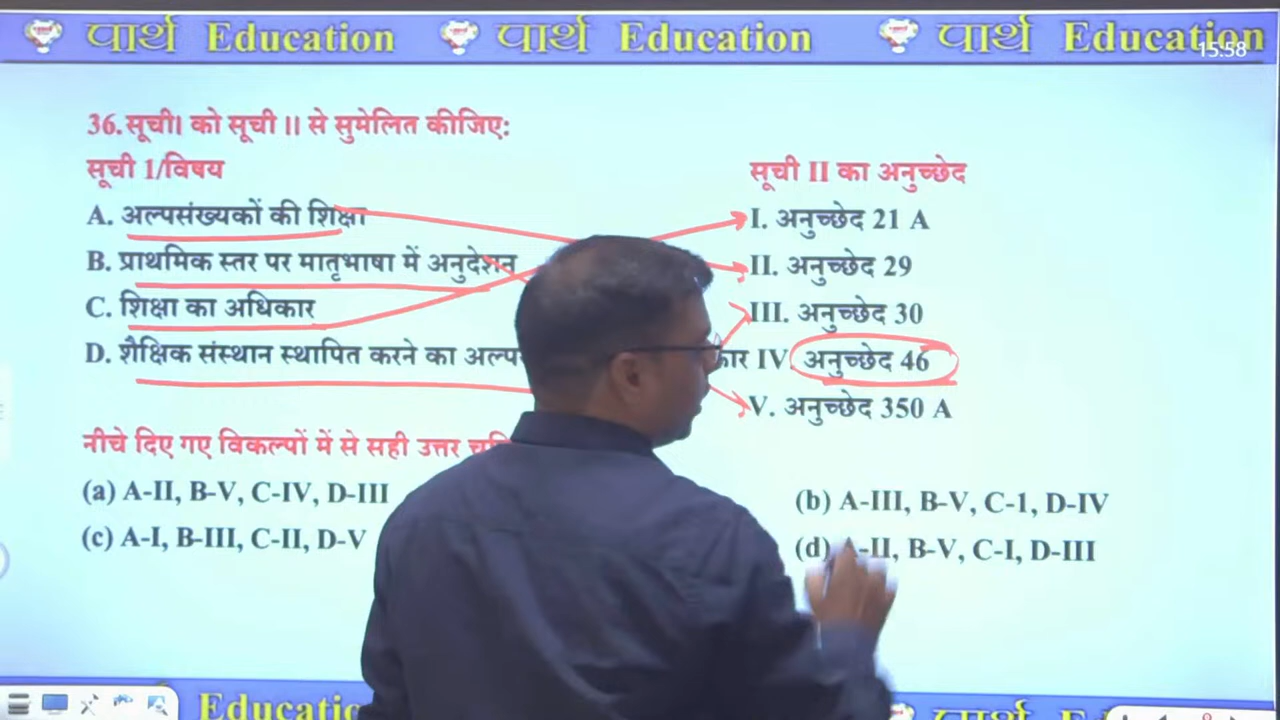 पार्थ Education पार्थ Education पार्थ Education
15:58
36.सूची। को सूची ॥ से सुमेलित कीजिए:
सूची 1/विषय
सूची II का अनुच्छेद
A. अल्पसंख्यकों की शिक्षा
I. अनुच्छेद 21 A
B. प्राथमिक स्तर पर मातृभाषा में अनुदेशन
II. अनुच्छेद 29
C. शिक्षा का अधिकार
III. अनुच्छेद 30
D. शैक्षिक संस्थान स्थापित करने का
IV. अनुच्छेद 46
V. अनुच्छेद 350 A
नीचे दिए गए विकल्पों में से सही उत्तर
(a) A-II, B-V, C-IV, D-III
(b) A-III, B-V, C-1, D-IV
(c) A-I, B-III, C-II, D-V
(d) A-II, B-V, C-I, D-III
Education पार्थ